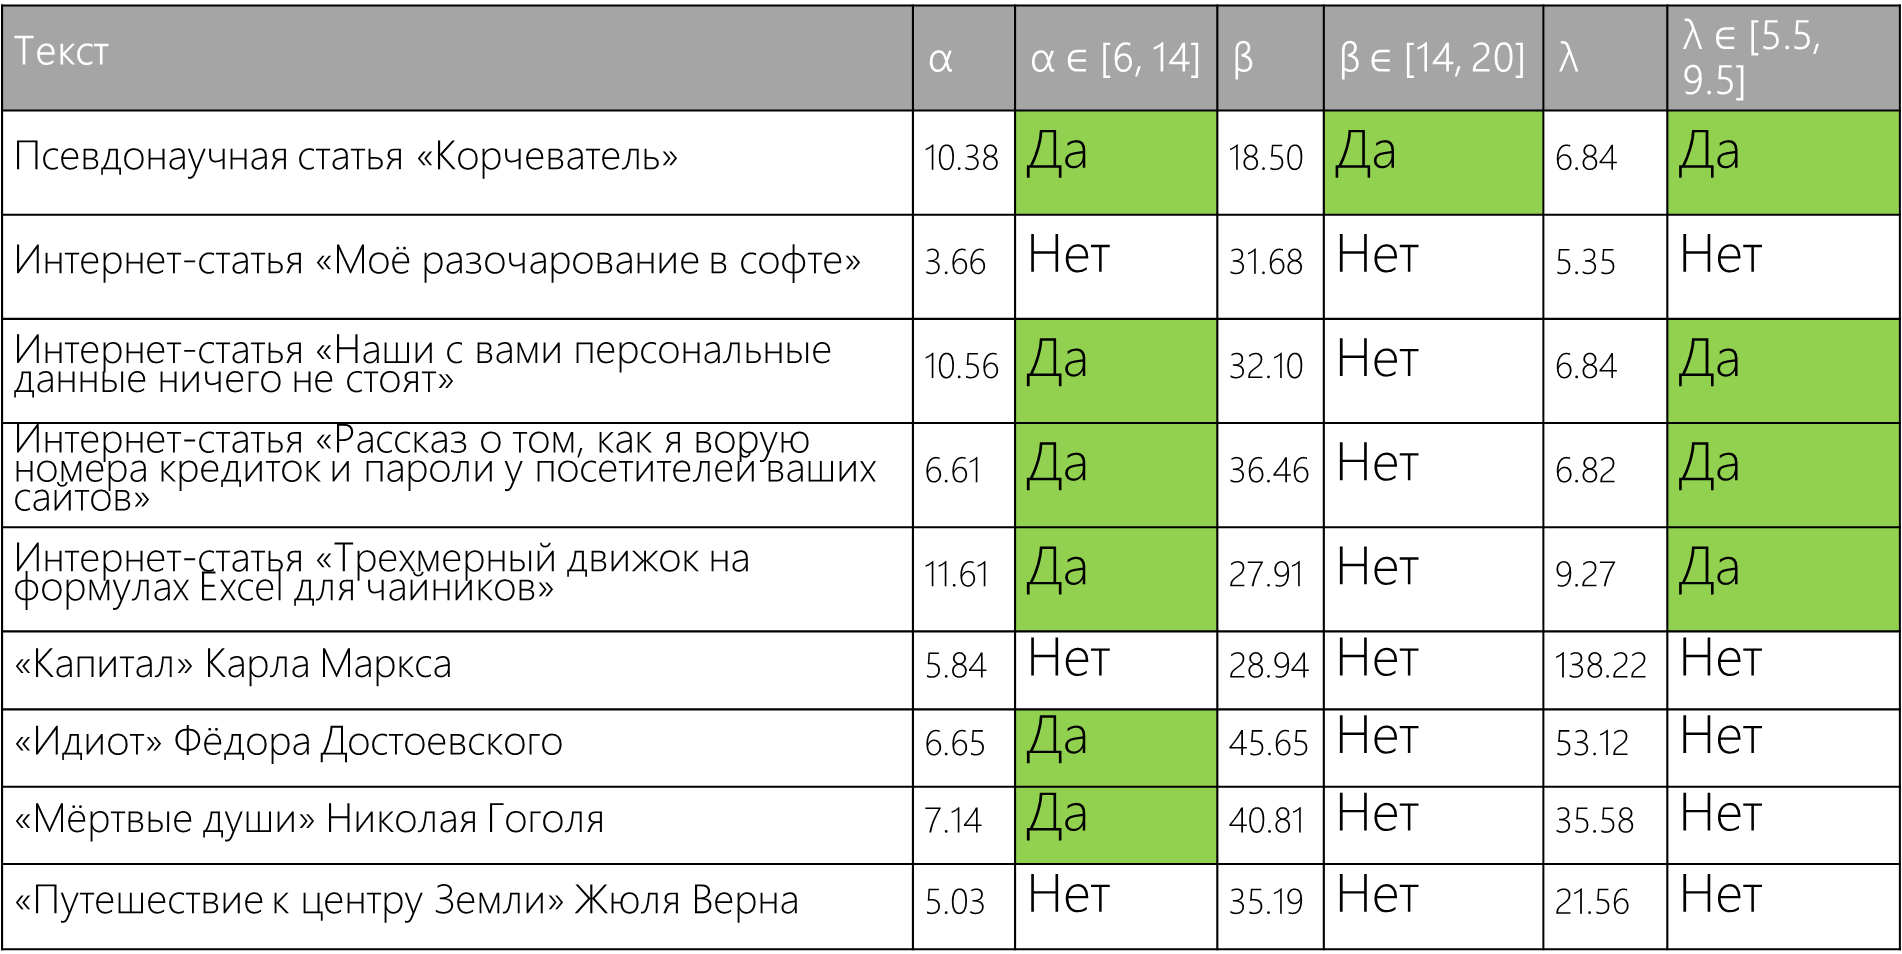 Текст α α ∈ [6, 14] β β ∈ [14, 20] λ λ ∈ [5.5,
9.5]
Псевдонаучная статья «Корчеватель» 10.38 Да 18.50 Да 6.84 Да
Интернет-статья «Моё разочарование в софте» 3.66 Нет 31.68 Нет 5.35 Нет
Интернет-статья «Наши с вами персональные
данные ничего не стоят» 10.56 Да 32.10 Нет 6.84 Да
Интернет-статья «Рассказ о том, как я ворую
номера кредиток и пароли у посетителей ваших
сайтов» 6.61 Да 36.46 Нет 6.82 Да
Интернет-статья «Трехмерный движок на
формулах Excel для чайников» 11.61 Да 27.91 Нет 9.27 Да
«Капитал» Карла Маркса 5.84 Нет 28.94 Нет 138.22 Нет
«Идиот» Фёдора Достоевского 6.65 Да 45.65 Нет 53.12 Нет
«Мёртвые души» Николая Гоголя 7.14 Да 40.81 Нет 35.58 Нет
«Путешествие к центру Земли» Жюля Верна 5.03 Нет 35.19 Нет 21.56 Нет